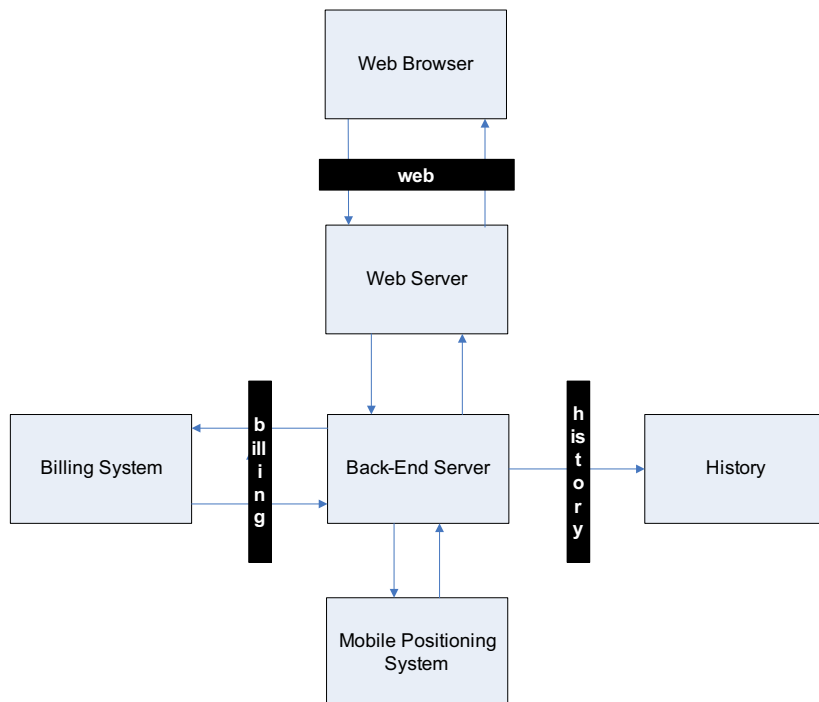 Web Browser
web
Web Server
b
ill
i
n
g
h
is
t
o
r
y
Billing System
Back-End Server
History
Mobile Positioning
System